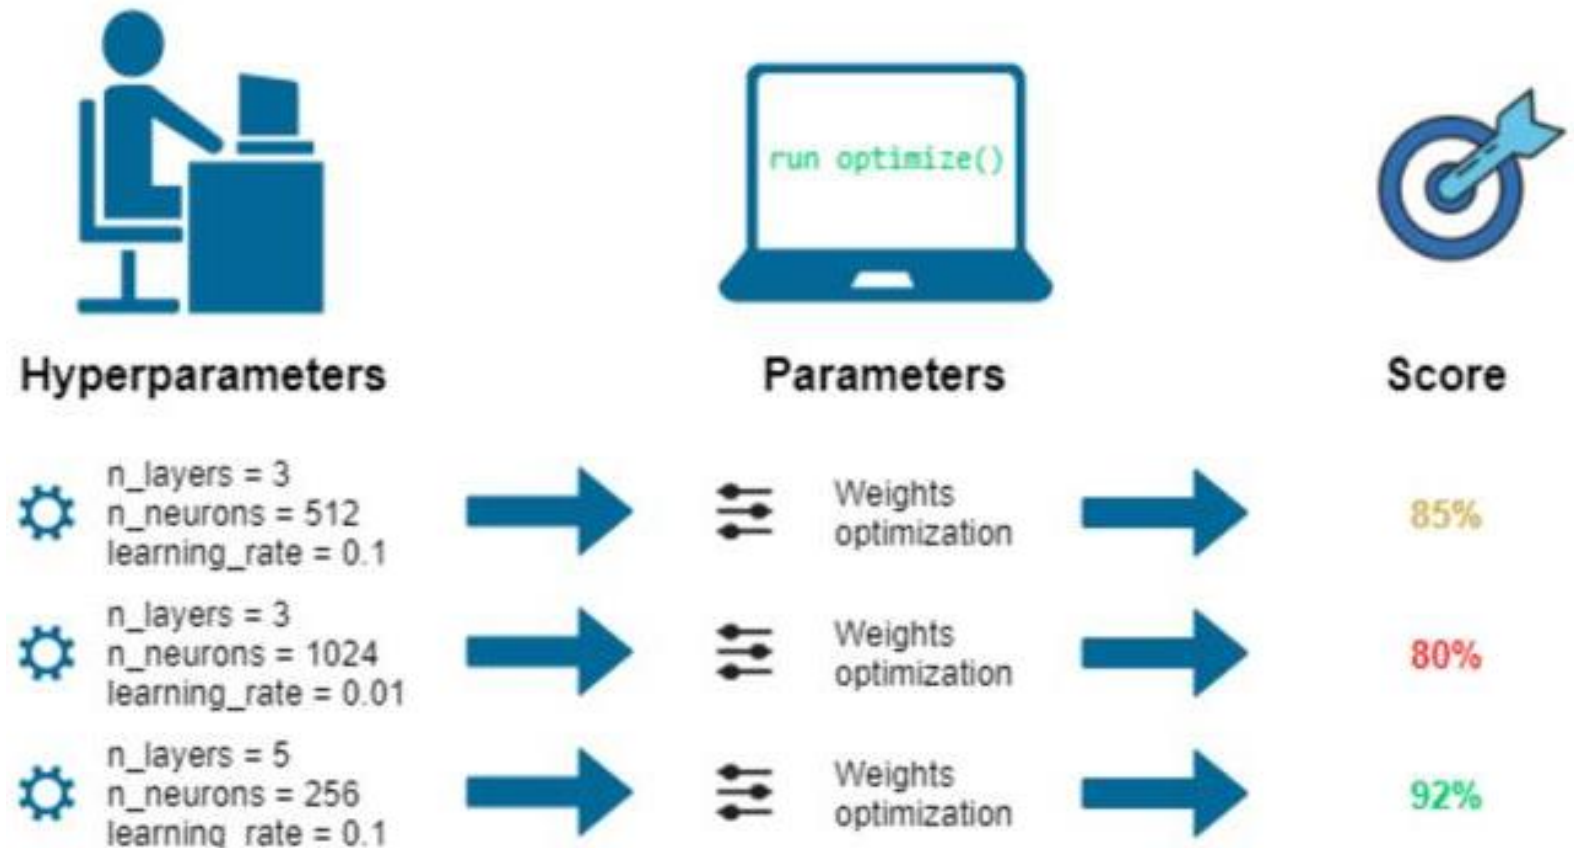 run optimize()
Hyperparameters
Parameters
Score
n_layers = 3
n_neurons = 512
learning_rate = 0.1
Weights
optimization
85%
n_layers = 3
n_neurons = 1024
learning_rate = 0.01
Weights
optimization
80%
n_layers = 5
n_neurons = 256
learning_rate = 0.1
Weights
optimization
92%